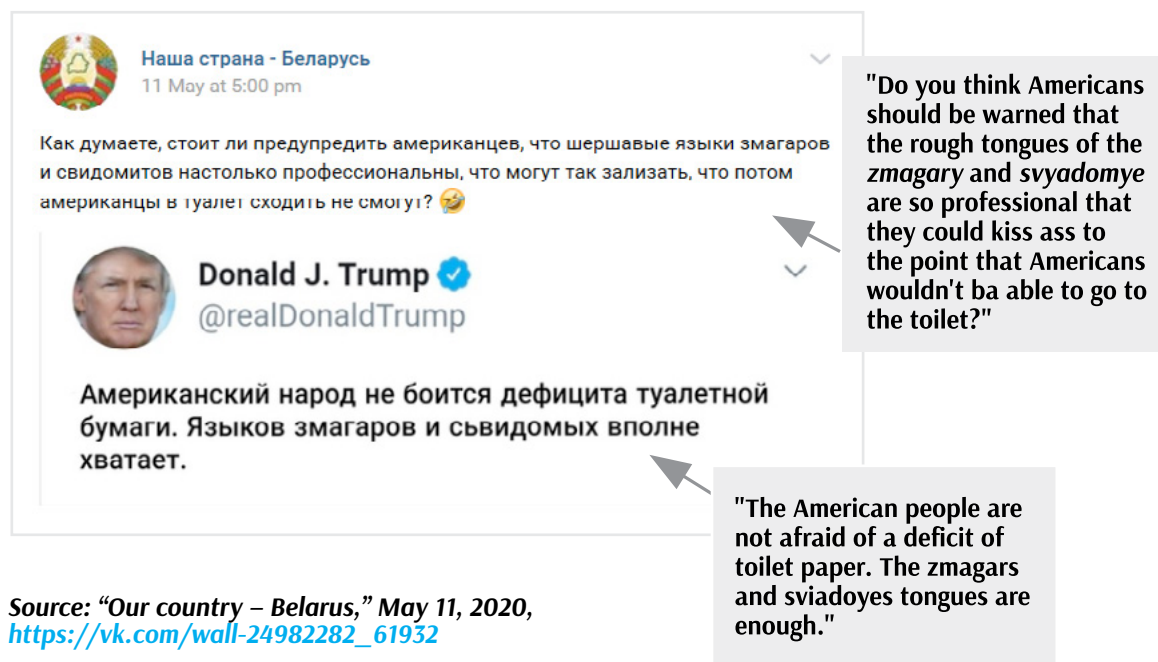 Наша страна - Беларусь
11 May at 5:00 pm
Как думаете, стоит ли предупредить американцев, что шершавые языки змагаров
и свидомитов настолько профессиональны, что могут так зализать, что потом
американцы в туалет сходить не смогут? 🤣
Donald J. Trump
@realDonaldTrump
Американский народ не боится дефицита туалетной
бумаги. Языков змагаров и сьвидомых вполне
хватает.
"Do you think Americans
should be warned that
the rough tongues of the
zmagary and svyadomye
are so professional that
they could kiss ass to
the point that Americans
wouldn't ba able to go to
the toilet?"
"The American people are
not afraid of a deficit of
toilet paper. The zmagars
and sviadoyes tongues are
enough."
Source: “Our country – Belarus,” May 11, 2020,
https://vk.com/wall-24982282_61932